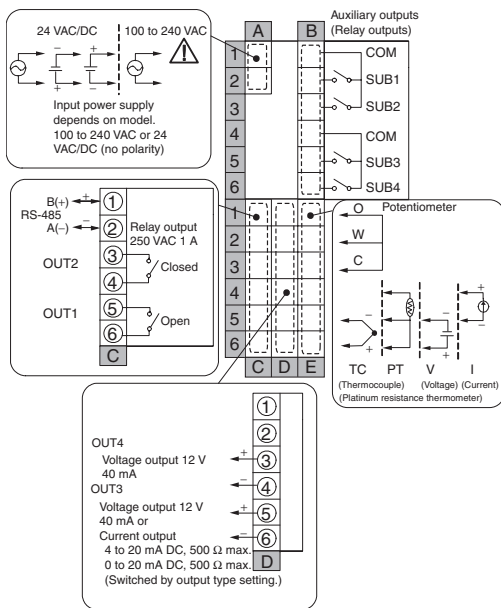 24 VAC/DC
100 to 240 VAC
− −
+ +
Input power supply
depends on model.
100 to 240 VAC or 24
VAC/DC (no polarity)
A
B
1
2
1
2
3
4
5
6
Auxiliary outputs
(Relay outputs)
COM
SUB1
SUB2
COM
SUB3
SUB4
B(+)
RS-485
A(−)
+
−
OUT2
OUT1
1
2
3
4
5
6
C
Relay output
250 VAC 1 A
Closed
Open
1
2
3
4
5
6
C D E
O
W
C
Potentiometer
−
+
−
+
+
−
TC PT V I
(Thermocouple) (Voltage) (Current)
(Platinum resistance thermometer)
OUT4
Voltage output 12 V
40 mA
OUT3
Voltage output 12 V
40 mA or
Current output
4 to 20 mA DC, 500 Ω max.
0 to 20 mA DC, 500 Ω max.
(Switched by output type setting.)
+
−
+
−
1
2
3
4
5
6
D